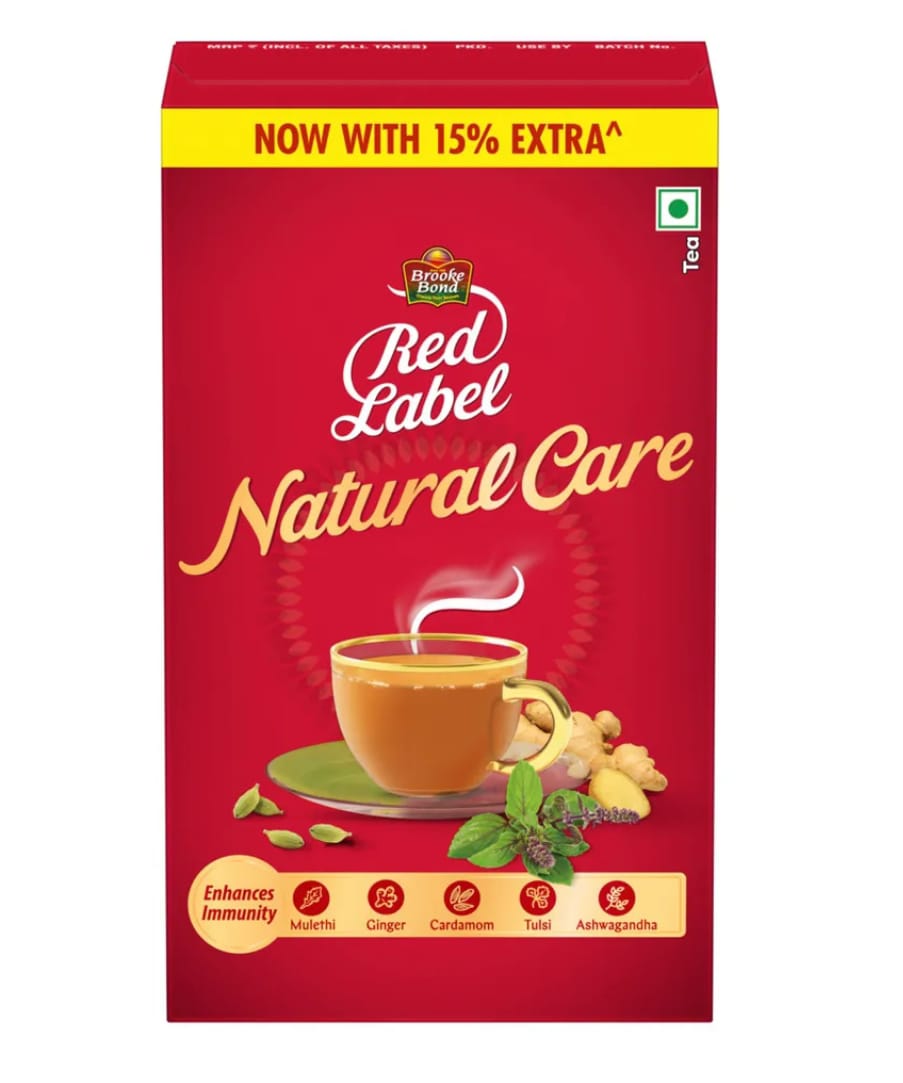 MRP ₹ (INCL. OF ALL TAXES) PKD. USE BY BATCH No.
NOW WITH 15% EXTRA^
Tea
Brooke
Bond
Red
Label
Natural Care
Enhances
Immunity
Mulethi Ginger Cardamom Tulsi Ashwagandha